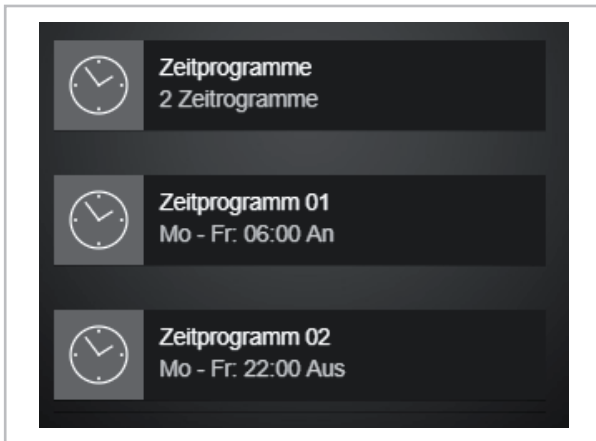 Zeitprogramme
2 Zeitrogramme
Zeitprogramm 01
Mo - Fr: 06:00 An
Zeitprogramm 02
Mo - Fr: 22:00 Aus